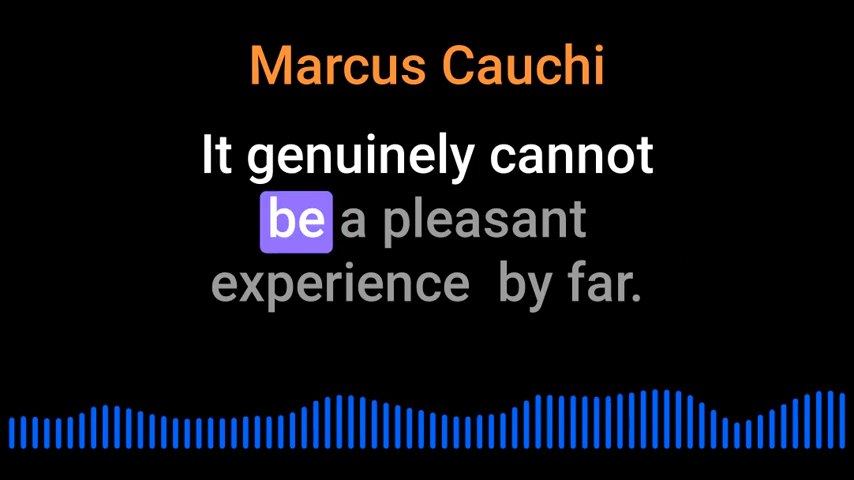 Marcus Cauchi
It genuinely cannot
be a pleasant
experience by far.